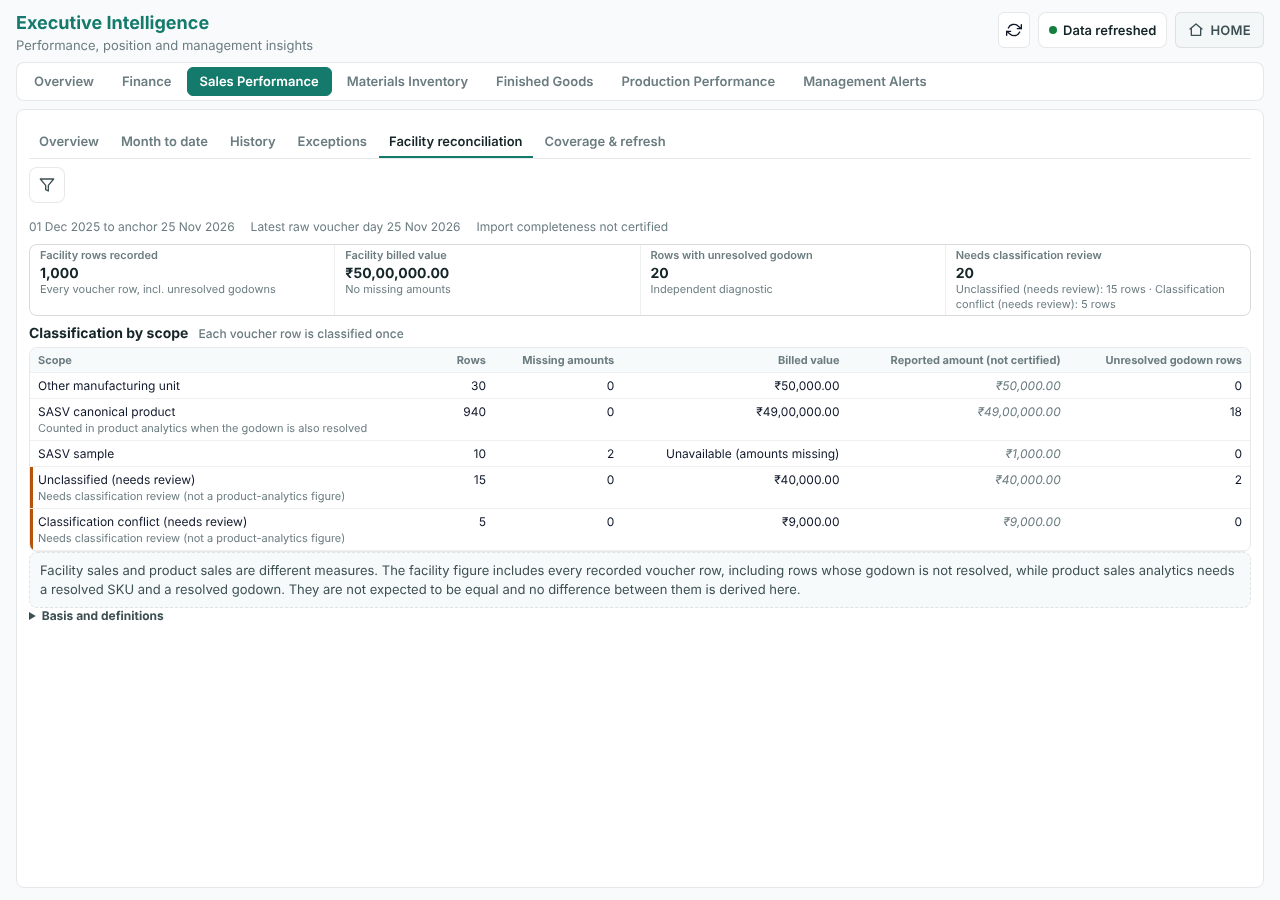 Executive Intelligence
Performance, position and management insights
Data refreshed
HOME
Overview Finance Sales Performance Materials Inventory Finished Goods Production Performance Management Alerts
Overview Month to date History Exceptions Facility reconciliation Coverage & refresh
01 Dec 2025 to anchor 25 Nov 2026 Latest raw voucher day 25 Nov 2026 Import completeness not certified
Facility rows recorded
1,000
Every voucher row, incl. unresolved godowns
Facility billed value
₹50,00,000.00
No missing amounts
Rows with unresolved godown
20
Independent diagnostic
Needs classification review
20
Unclassified (needs review): 15 rows · Classification
conflict (needs review): 5 rows
Classification by scope Each voucher row is classified once
Scope Rows Missing amounts Billed value Reported amount (not certified) Unresolved godown rows
Other manufacturing unit 30 0 ₹50,000.00 ₹50,000.00 0
SASV canonical product 940 0 ₹49,00,000.00 ₹49,00,000.00 18
Counted in product analytics when the godown is also resolved
SASV sample 10 2 Unavailable (amounts missing) ₹1,000.00 0
Unclassified (needs review) 15 0 ₹40,000.00 ₹40,000.00 2
Needs classification review (not a product-analytics figure)
Classification conflict (needs review) 5 0 ₹9,000.00 ₹9,000.00 0
Needs classification review (not a product-analytics figure)
Facility sales and product sales are different measures. The facility figure includes every recorded voucher row, including rows whose godown is not resolved, while product sales analytics needs
a resolved SKU and a resolved godown. They are not expected to be equal and no difference between them is derived here.
Basis and definitions